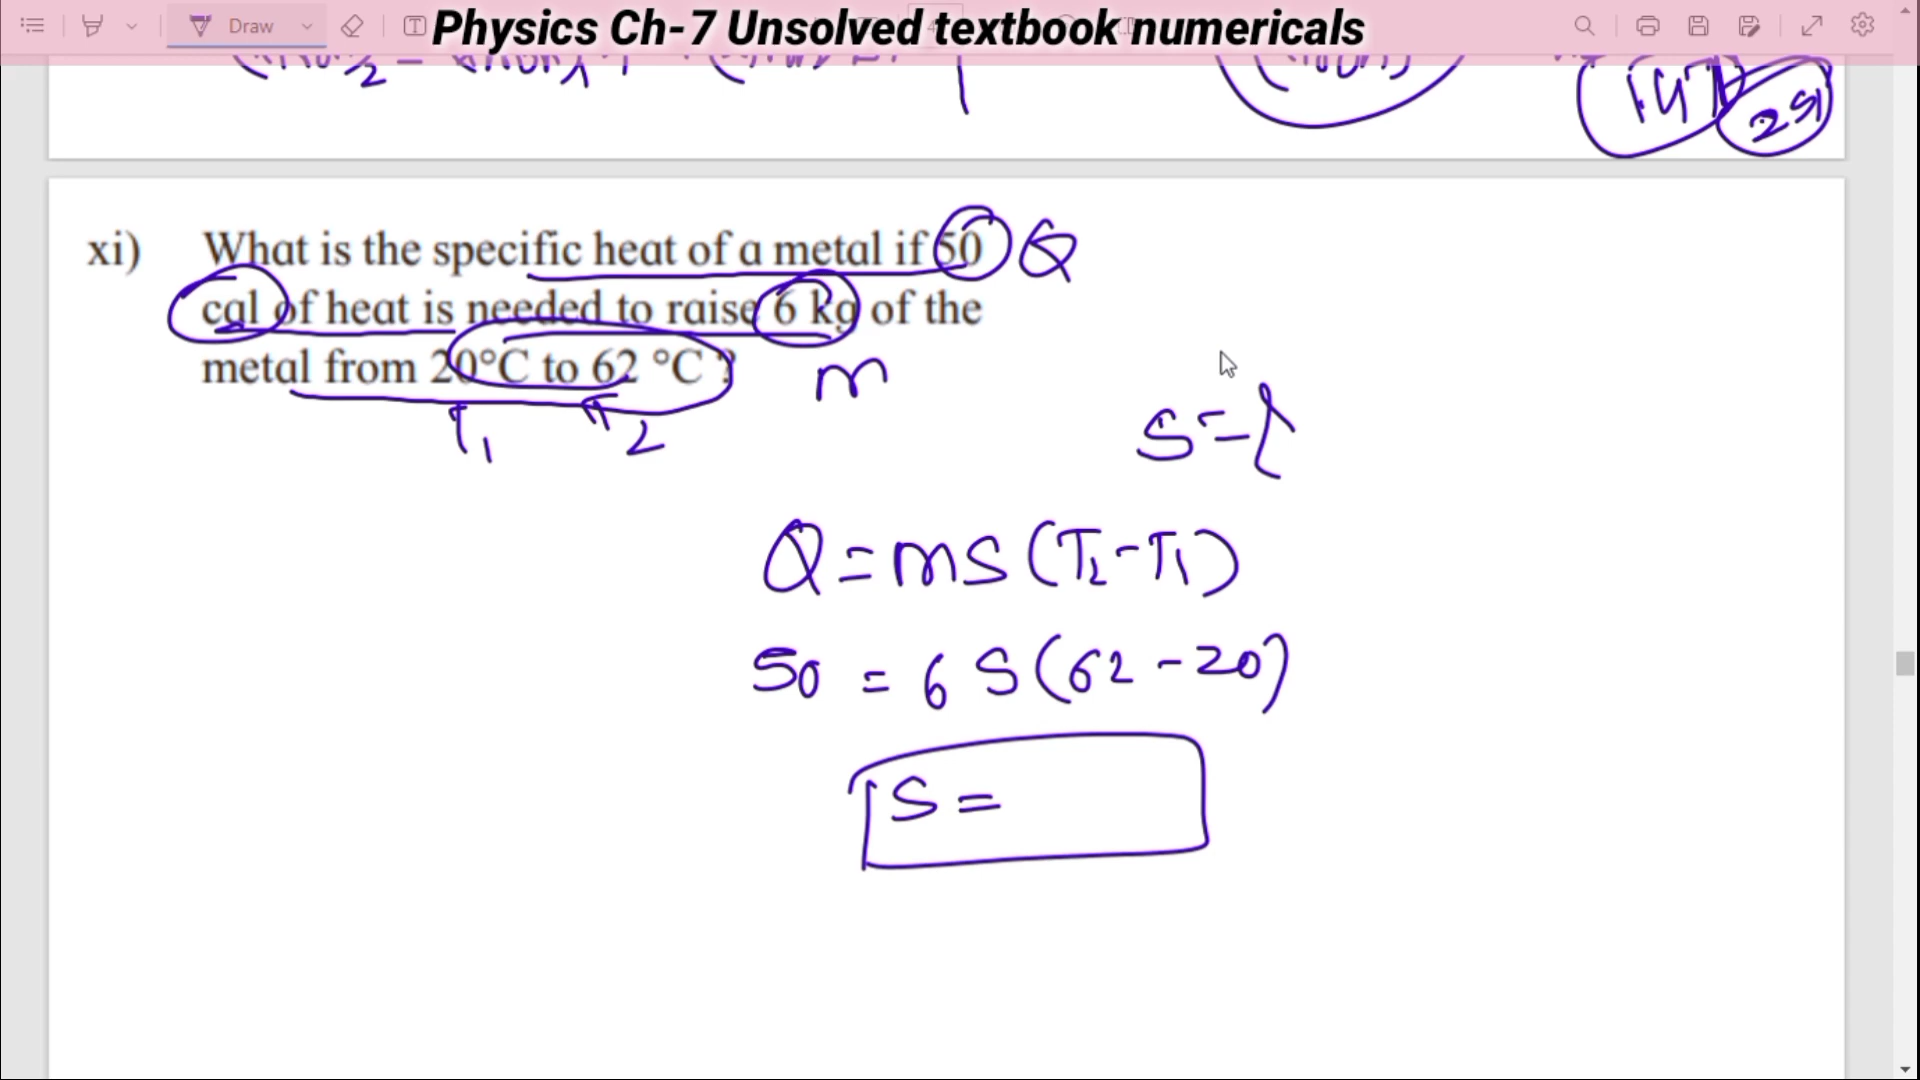 Draw
Physics Ch-7 Unsolved textbook numericals
251
xi) What is the specific heat of a metal if 50 Q
cal of heat is needed to raise 6 kg of the
metal from 20°C to 62 °C ? m
T1 T2
S =
Q = ms (T2 - T1)
50 = 6 S (62 - 20)
S =